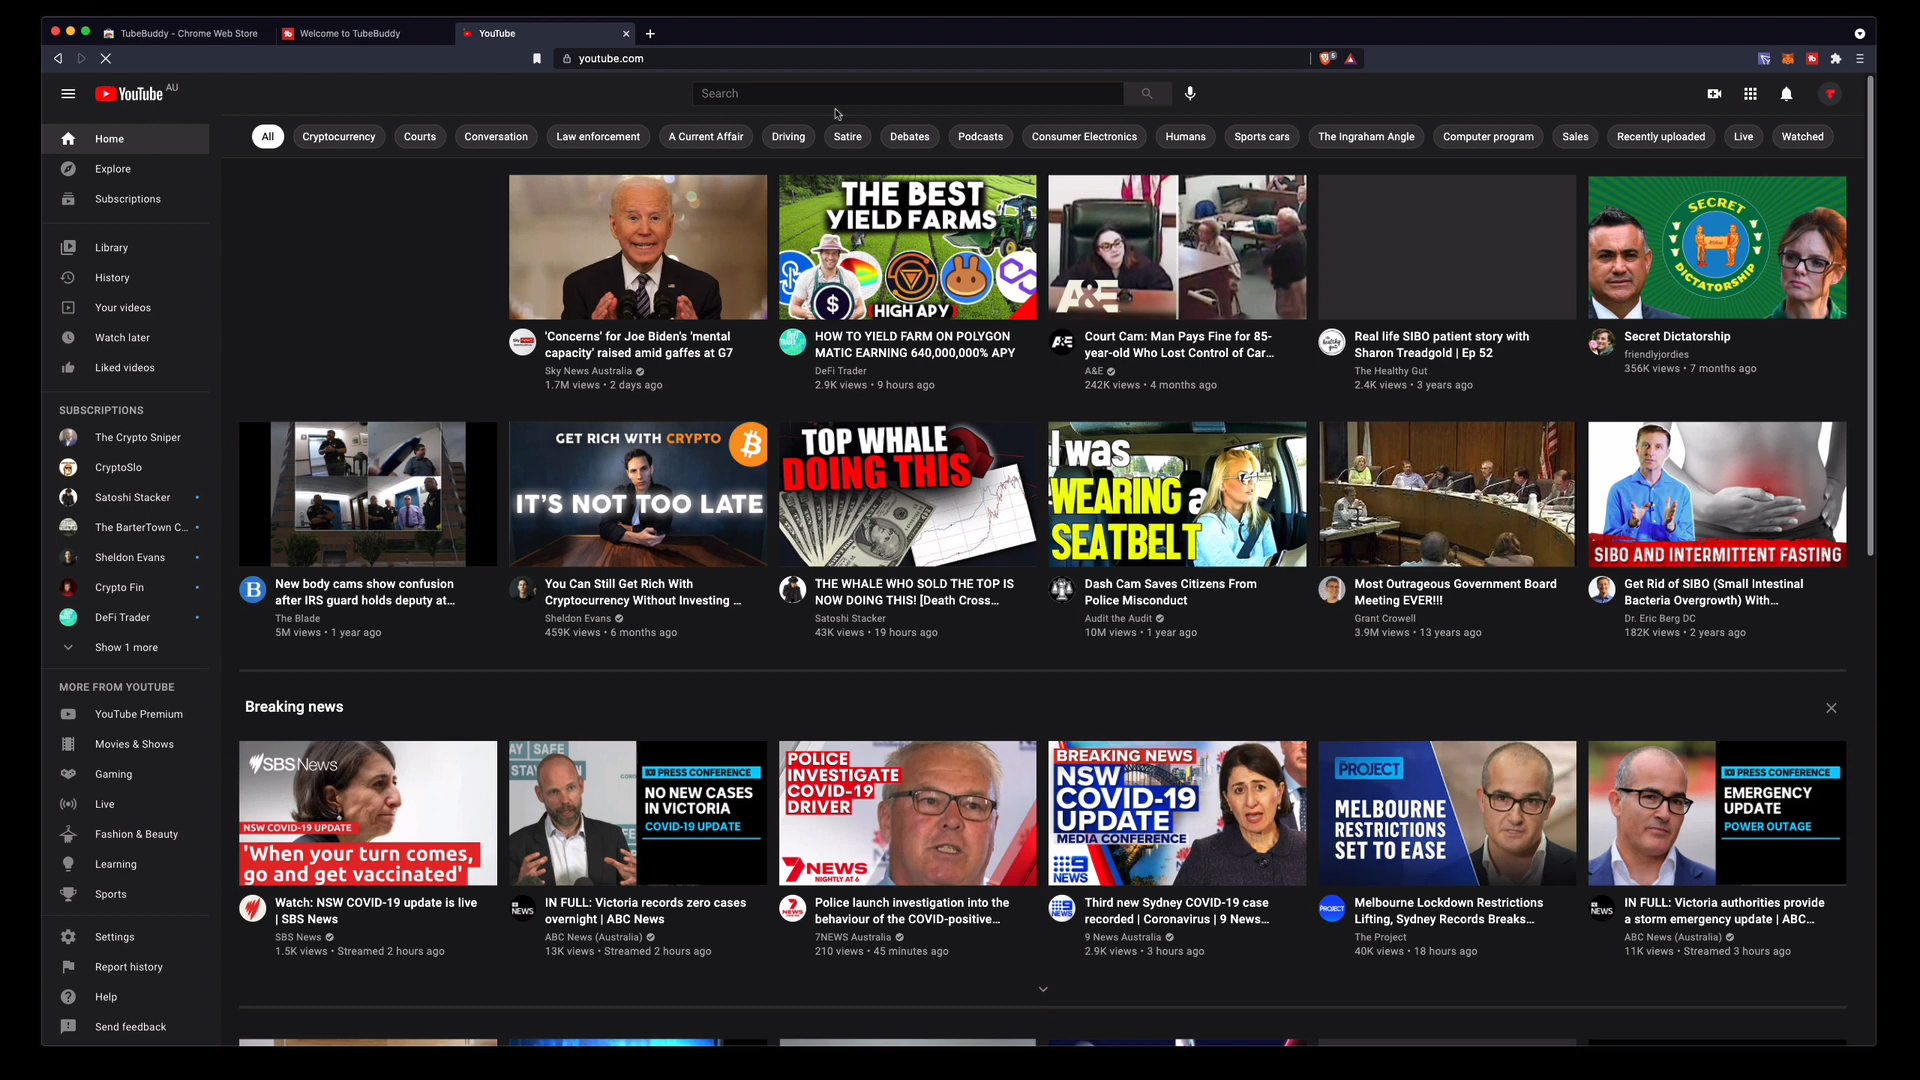 TubeBuddy - Chrome Web Store
Welcome to TubeBuddy
YouTube
youtube.com
YouTube AU
Search
All
Cryptocurrency
Courts
Conversation
Law enforcement
A Current Affair
Driving
Satire
Debates
Podcasts
Consumer Electronics
Humans
Sports cars
The Ingraham Angle
Computer program
Sales
Recently uploaded
Live
Watched
Home
Explore
Subscriptions
Library
History
Your videos
Watch later
Liked videos
SUBSCRIPTIONS
The Crypto Sniper
CryptoSlo
Satoshi Stacker
The BarterTown C...
Sheldon Evans
Crypto Fin
DeFi Trader
Show 1 more
MORE FROM YOUTUBE
YouTube Premium
Movies & Shows
Gaming
Live
Fashion & Beauty
Learning
Sports
Settings
Report history
Help
Send feedback
'Concerns' for Joe Biden's 'mental
capacity' raised amid gaffes at G7
Sky News Australia
1.7M views • 2 days ago
THE BEST
YIELD FARMS
$
HIGH APY
HOW TO YIELD FARM ON POLYGON
MATIC EARNING 640,000,000% APY
DeFi Trader
2.9K views • 9 hours ago
A&E
Court Cam: Man Pays Fine for 85-
year-old Who Lost Control of Car...
A&E
242K views • 4 months ago
Real life SIBO patient story with
Sharon Treadgold | Ep 52
The Healthy Gut
2.4K views • 3 years ago
SECRET
DICTATORSHIP
Secret Dictatorship
friendlyjordies
356K views • 7 months ago
B
New body cams show confusion
after IRS guard holds deputy at...
The Blade
5M views • 1 year ago
GET RICH WITH CRYPTO
IT'S NOT TOO LATE
You Can Still Get Rich With
Cryptocurrency Without Investing ...
Sheldon Evans
459K views • 6 months ago
TOP WHALE
DOING THIS
THE WHALE WHO SOLD THE TOP IS
NOW DOING THIS! [Death Cross...
Satoshi Stacker
43K views • 19 hours ago
I was
WEARING a
SEATBELT
Dash Cam Saves Citizens From
Police Misconduct
Audit the Audit
10M views • 1 year ago
Most Outrageous Government Board
Meeting EVER!!!
Grant Crowell
3.9M views • 13 years ago
SIBO AND INTERMITTENT FASTING
Get Rid of SIBO (Small Intestinal
Bacteria Overgrowth) With...
Dr. Eric Berg DC
182K views • 2 years ago
Breaking news
SBS News
NSW COVID-19 UPDATE
'When your turn comes,
go and get vaccinated'
Watch: NSW COVID-19 update is live
| SBS News
SBS News
1.5K views • Streamed 2 hours ago
AY SAFE
STAY
PRESS CONFERENCE
NO NEW CASES
IN VICTORIA
COVID-19 UPDATE
NEWS
IN FULL: Victoria records zero cases
overnight | ABC News
ABC News (Australia)
13K views • Streamed 2 hours ago
POLICE
INVESTIGATE
COVID-19
DRIVER
7NEWS
NIGHTLY AT 6
Police launch investigation into the
behaviour of the COVID-positive...
7NEWS Australia
210 views • 45 minutes ago
BREAKING NEWS
NSW
COVID-19
UPDATE
MEDIA CONFERENCE
9
NEWS
Third new Sydney COVID-19 case
recorded | Coronavirus | 9 News...
9 News Australia
2.9K views • 3 hours ago
PROJECT
MELBOURNE
RESTRICTIONS
SET TO EASE
PROJECT
Melbourne Lockdown Restrictions
Lifting, Sydney Records Breaks...
The Project
40K views • 18 hours ago
PRESS CONFERENCE
EMERGENCY
UPDATE
POWER OUTAGE
NEWS
IN FULL: Victoria authorities provide
a storm emergency update | ABC...
ABC News (Australia)
11K views • Streamed 3 hours ago